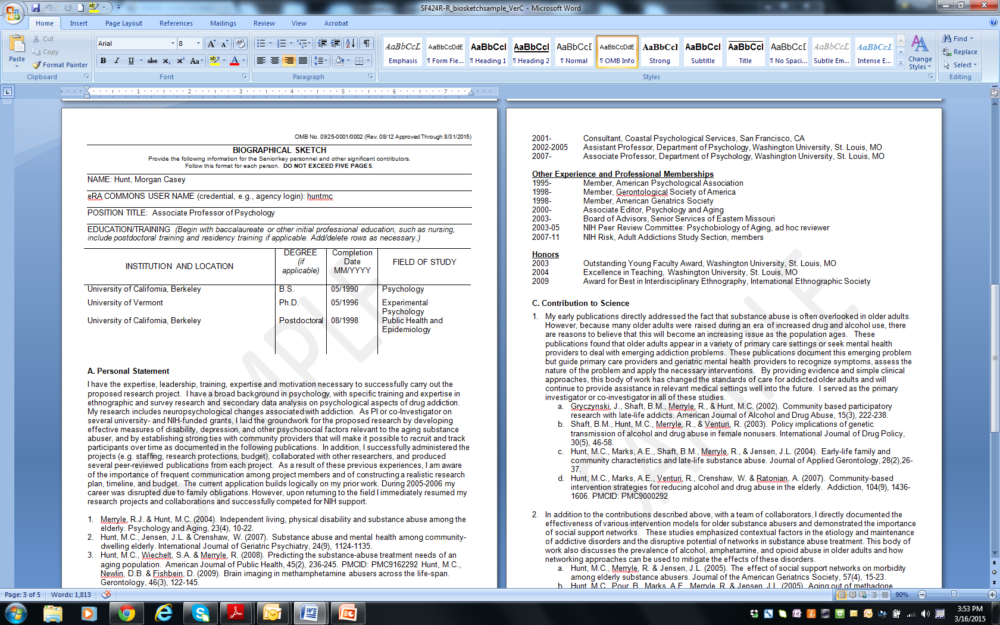 SF424R-R_biosketchsample_VerC - Microsoft Word
Home Insert Page Layout References Mailings Review View Acrobat
Paste
Cut
Copy
Format Painter
Clipboard
Arial 8
Font
Paragraph
AaBbCcL AaBbCcDdE AaBbCcI AaBbCcI AaBbCcD AaBbCcDdE AaBbCcI AaBbCcI AaBbCcI AaBbCcD AaBbCcL AaBbCcL
Emphasis ¶ Form Fie... ¶ Heading 1 ¶ Heading 2 ¶ Normal ¶ OMB Info Strong Subtitle Title ¶ No Spaci... Subtle Em... Intense E...
Styles
Change Styles
Find
Replace
Select
Editing
1 2 3 4 5 6 7
OMB No. 0925-0001/0002 (Rev. 08/12 Approved Through 8/31/2015)
BIOGRAPHICAL SKETCH
Provide the following information for the Senior/key personnel and other significant contributors.
Follow this format for each person. DO NOT EXCEED FIVE PAGES.
NAME: Hunt, Morgan Casey
eRA COMMONS USER NAME (credential, e.g., agency login): huntmc
POSITION TITLE: Associate Professor of Psychology
EDUCATION/TRAINING (Begin with baccalaureate or other initial professional education, such as nursing,
include postdoctoral training and residency training if applicable. Add/delete rows as necessary.)
INSTITUTION AND LOCATION
DEGREE
(if
applicable)
Completion
Date
MM/YYYY
FIELD OF STUDY
University of California, Berkeley B.S. 05/1990 Psychology
University of Vermont Ph.D. 05/1996 Experimental
Psychology
University of California, Berkeley Postdoctoral 08/1998 Public Health and
Epidemiology
A. Personal Statement
I have the expertise, leadership, training, expertise and motivation necessary to successfully carry out the
proposed research project. I have a broad background in psychology, with specific training and expertise in
ethnographic and survey research and secondary data analysis on psychological aspects of drug addiction.
My research includes neuropsychological changes associated with addiction. As PI or co-Investigator on
several university- and NIH-funded grants, I laid the groundwork for the proposed research by developing
effective measures of disability, depression, and other psychosocial factors relevant to the aging substance
abuser, and by establishing strong ties with community providers that will make it possible to recruit and track
participants over time as documented in the following publications. In addition, I successfully administered the
projects (e.g. staffing, research protections, budget), collaborated with other researchers, and produced
several peer-reviewed publications from each project. As a result of these previous experiences, I am aware
of the importance of frequent communication among project members and of constructing a realistic research
plan, timeline, and budget. The current application builds logically on my prior work. During 2005-2006 my
career was disrupted due to family obligations. However, upon returning to the field I immediately resumed my
research projects and collaborations and successfully competed for NIH support.
1. Merryle, R.J. & Hunt, M.C. (2004). Independent living, physical disability and substance abuse among the
elderly. Psychology and Aging, 23(4), 10-22.
2. Hunt, M.C., Jensen, J.L. & Crenshaw, W. (2007). Substance abuse and mental health among community-
dwelling elderly. International Journal of Geriatric Psychiatry, 24(9), 1124-1135.
3. Hunt, M.C., Wiechelt, S.A. & Merryle, R. (2008). Predicting the substance-abuse treatment needs of an
aging population. American Journal of Public Health, 45(2), 236-245. PMCID: PMC9162292 Hunt, M.C.,
Newlin, D.B. & Fishbein, D. (2009). Brain imaging in methamphetamine abusers across the life-span.
Gerontology, 46(3), 122-145.
SAMPLE
2001- Consultant, Coastal Psychological Services, San Francisco, CA
2002-2005 Assistant Professor, Department of Psychology, Washington University, St. Louis, MO
2007- Associate Professor, Department of Psychology, Washington University, St. Louis, MO
Other Experience and Professional Memberships
1995- Member, American Psychological Association
1998- Member, Gerontological Society of America
1998- Member, American Geriatrics Society
2000- Associate Editor, Psychology and Aging
2003- Board of Advisors, Senior Services of Eastern Missouri
2003-05 NIH Peer Review Committee: Psychobiology of Aging, ad hoc reviewer
2007-11 NIH Risk, Adult Addictions Study Section, members
Honors
2003 Outstanding Young Faculty Award, Washington University, St. Louis, MO
2004 Excellence in Teaching, Washington University, St. Louis, MO
2009 Award for Best in Interdisciplinary Ethnography, International Ethnographic Society
C. Contribution to Science
1. My early publications directly addressed the fact that substance abuse is often overlooked in older adults.
However, because many older adults were raised during an era of increased drug and alcohol use, there
are reasons to believe that this will become an increasing issue as the population ages. These
publications found that older adults appear in a variety of primary care settings or seek mental health
providers to deal with emerging addiction problems. These publications document this emerging problem
but guide primary care providers and geriatric mental health providers to recognize symptoms, assess the
nature of the problem and apply the necessary interventions. By providing evidence and simple clinical
approaches, this body of work has changed the standards of care for addicted older adults and will
continue to provide assistance in relevant medical settings well into the future. I served as the primary
investigator or co-investigator in all of these studies.
a. Gryczynski, J., Shaft, B.M., Merryle, R., & Hunt, M.C. (2002). Community based participatory
research with late-life addicts. American Journal of Alcohol and Drug Abuse, 15(3), 222-238.
b. Shaft, B.M., Hunt, M.C., Merryle, R., & Venturi, R. (2003). Policy implications of genetic
transmission of alcohol and drug abuse in female nonusers. International Journal of Drug Policy,
30(5), 46-58.
c. Hunt, M.C., Marks, A.E., Shaft, B.M., Merryle, R., & Jensen, J.L. (2004). Early-life family and
community characteristics and late-life substance abuse. Journal of Applied Gerontology, 28(2),26-
37.
d. Hunt, M.C., Marks, A.E., Venturi, R., Crenshaw, W. & Ratonian, A. (2007). Community-based
intervention strategies for reducing alcohol and drug abuse in the elderly. Addiction, 104(9), 1436-
1606. PMCID: PMC9000292
2. In addition to the contributions described above, with a team of collaborators, I directly documented the
effectiveness of various intervention models for older substance abusers and demonstrated the importance
of social support networks. These studies emphasized contextual factors in the etiology and maintenance
of addictive disorders and the disruptive potential of networks in substance abuse treatment. This body of
work also discusses the prevalence of alcohol, amphetamine, and opioid abuse in older adults and how
networking approaches can be used to mitigate the effects of these disorders.
a. Hunt, M.C., Merryle, R. & Jensen, J.L. (2005). The effect of social support networks on morbidity
among elderly substance abusers. Journal of the American Geriatrics Society, 57(4), 15-23.
b. Hunt, M.C., Pour, B., Marks, A.E., Merryle, R. & Jensen, J.L. (2005). Aging out of methadone
SAMPLE
Page: 3 of 5 Words: 1,813 90%
3:53 PM
3/16/2015